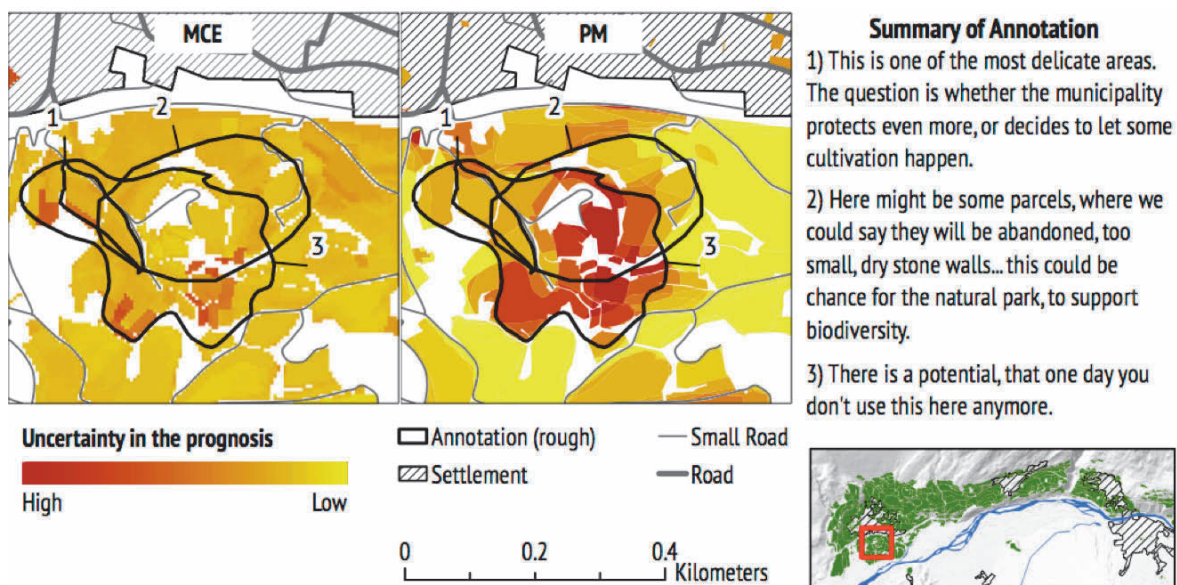 MCE
PM
1
2
3
1
2
3
Summary of Annotation
1) This is one of the most delicate areas.
The question is whether the municipality
protects even more, or decides to let some
cultivation happen.
2) Here might be some parcels, where we
could say they will be abandoned, too
small, dry stone walls... this could be
chance for the natural park, to support
biodiversity.
3) There is a potential, that one day you
don't use this here anymore.
Uncertainty in the prognosis
High Low
Annotation (rough)
Settlement
Small Road
Road
0 0.2 0.4
Kilometers